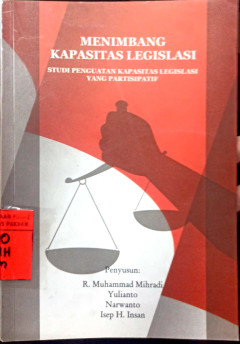 MENIMBANG
KAPASITAS LEGISLASI
STUDI PENGUATAN KAPASITAS LEGISLASI
YANG PARTISIPATIF
Penyusun:
R. Muhammad Mihradi
Yulianto
Narwanto
Isep H. Insan